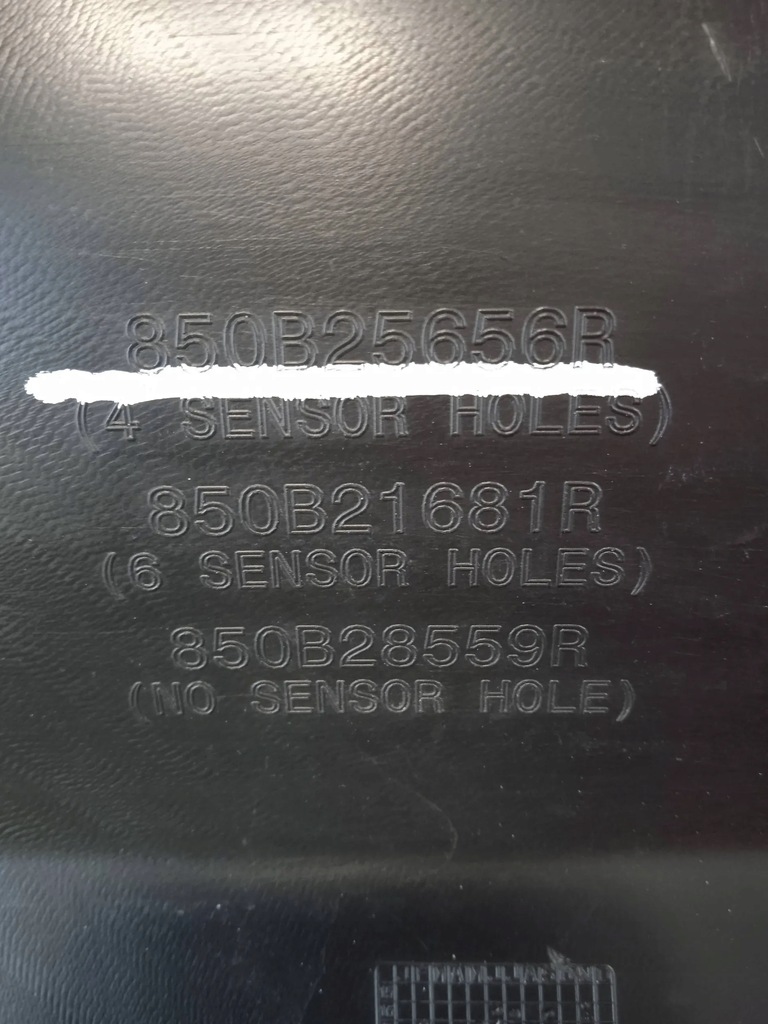 850B25656R
(4 SENSOR HOLES)
850B21681R
(6 SENSOR HOLES)
850B28559R
(NO SENSOR HOLE)